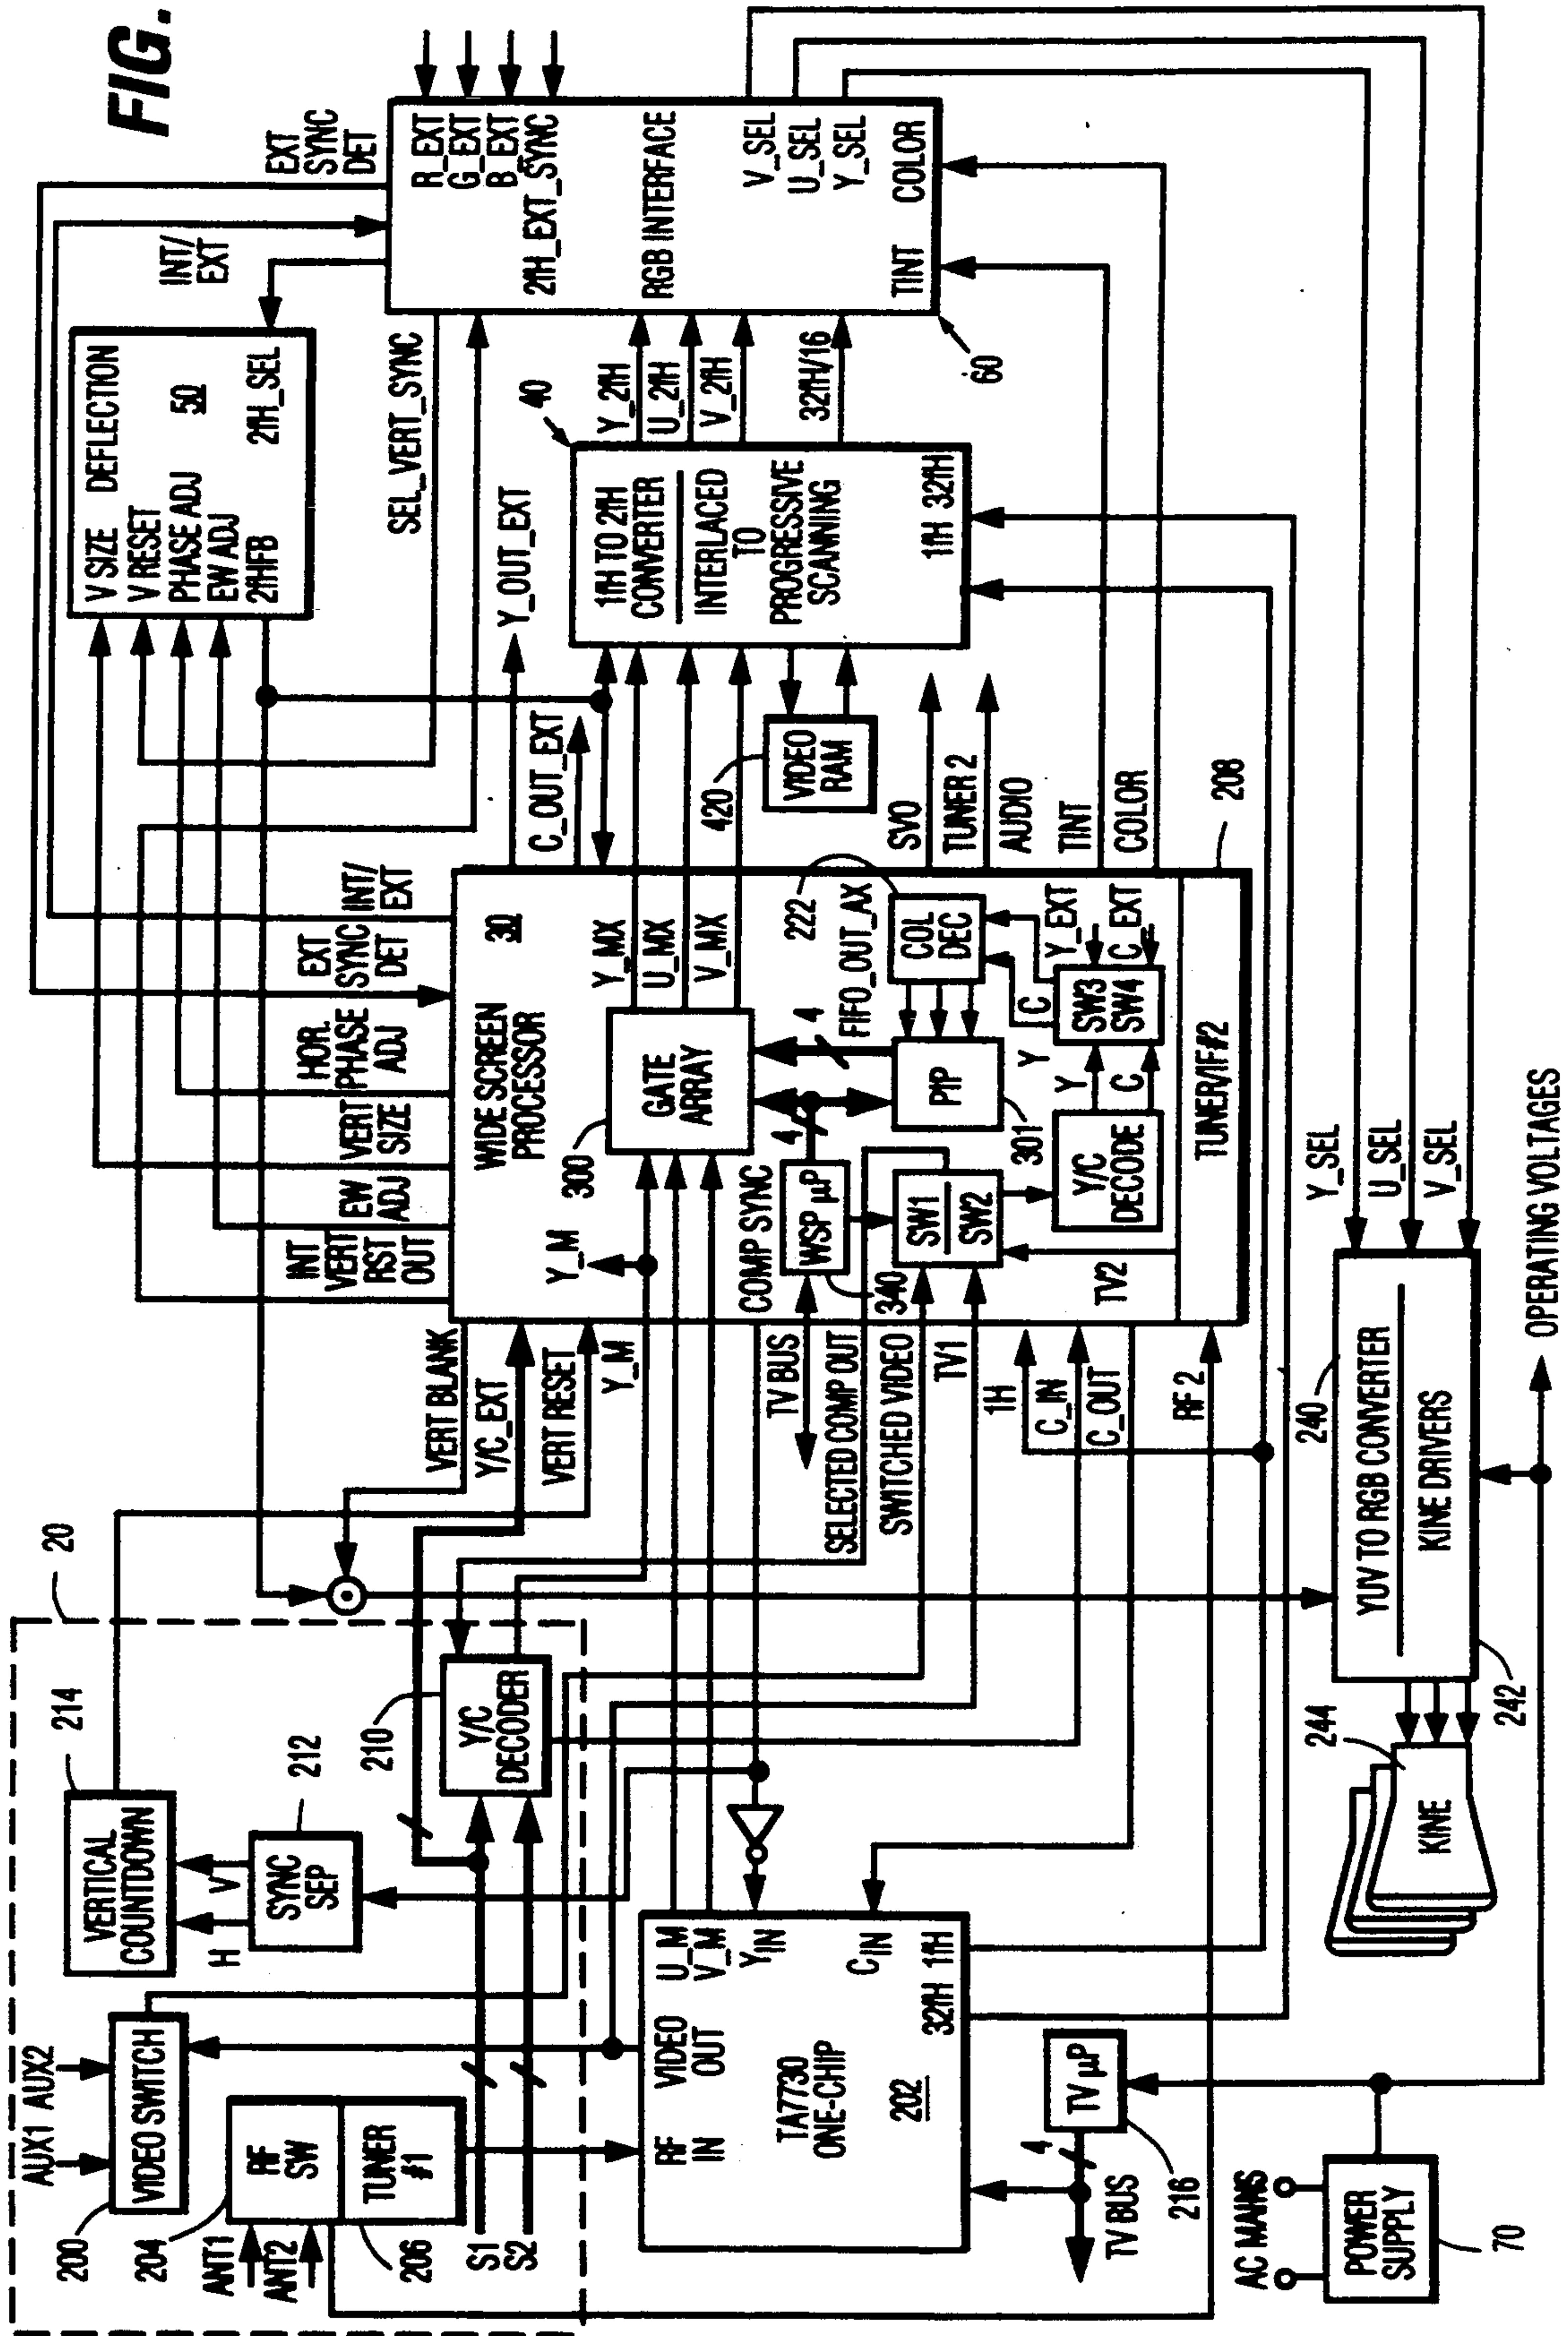 FIG.
20
AUX1
AUX2
200
VIDEO SWITCH
204
RF
SW
TUNER
#1
206
ANT1
ANT2
S1
S2
214
VERTICAL
COUNTDOWN
H
V
212
SYNC
SEP
210
Y/C
DECODER
RF
IN
VIDEO
OUT
U_M
V_M
YIN
CIN
TA7730
ONE-CHIP
202
32fH
1fH
4
TV BUS
TV µP
216
AC MAINS
POWER
SUPPLY
70
OPERATING VOLTAGES
INT
VERT
RST
OUT
EW
ADJ
VERT
SIZE
HOR.
PHASE
ADJ
EXT
SYNC
DET
INT/
EXT
VERT BLANK
Y/C_EXT
VERT RESET
Y_M
TV BUS
SELECTED COMP OUT
SWITCHED VIDEO
TV1
1H
C_IN
C_OUT
RF 2
WIDE SCREEN
PROCESSOR
30
Y_M
300
GATE
ARRAY
Y_MX
U_MX
V_MX
COMP SYNC
WSP µP
340
4
4
FIFO_OUT_AX
222
COL
DEC
PIP
301
SW1
SW2
Y/C
DECODE
Y
C
Y
C
SW3
SW4
Y_EXT
C_EXT
TV2
TUNER/IF#2
208
V SIZE
DEFLECTION
V RESET
PHASE ADJ
50
EW ADJ
2fHFB
2fH_SEL
SEL_VERT_SYNC
Y_OUT_EXT
C_OUT_EXT
420
VIDEO
RAM
SVO
TUNER 2
AUDIO
TINT
COLOR
40
1fH TO 2fH
CONVERTER
INTERLACED
TO
PROGRESSIVE
SCANNING
1fH
32fH
Y_2fH
U_2fH
V_2fH
32fH/16
60
INT/
EXT
EXT
SYNC
DET
R_EXT
G_EXT
B_EXT
2fH_EXT_SYNC
RGB INTERFACE
V_SEL
U_SEL
Y_SEL
TINT
COLOR
Y_SEL
U_SEL
V_SEL
240
YUV TO RGB CONVERTER
KINE DRIVERS
242
244
KINE